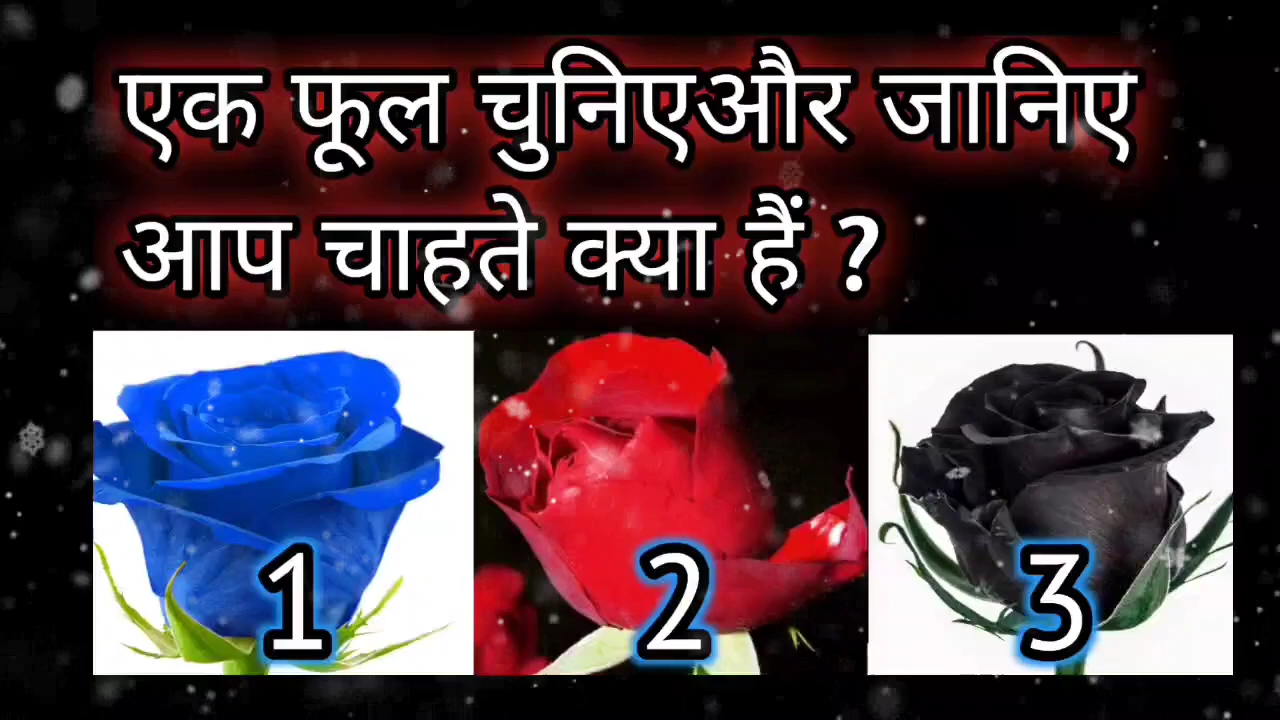 एक फूल चुनिएऔर जानिए
आप चाहते क्या हैं ?
1 2 3